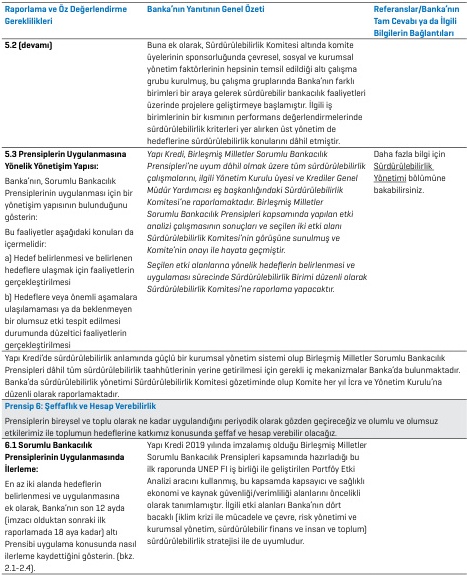 Raporlama ve Öz Değerlendirme
Gereklilikleri
Banka'nın Yanıtının Genel Özeti
Referanslar/Banka'nın
Tam Cevabı ya da İlgili
Bilgilerin Bağlantıları
5.2 (devamı)
Buna ek olarak, Sürdürülebilirlik Komitesi altında komite
üyelerinin sponsorluğunda çevresel, sosyal ve kurumsal
yönetim faktörlerinin hepsinin temsil edildiği altı çalışma
grubu kurulmuş, bu çalışma gruplarında Banka'nın farklı
birimleri bir araya gelerek sürdürebilir bankacılık faaliyetleri
üzerinde projelere geliştirmeye başlamıştır. İlgili iş
birimlerinin bir kısmının performans değerlendirmelerinde
sürdürülebilirlik kriterleri yer alırken üst yönetim de
hedeflerine sürdürülebilirlik konularını dâhil etmiştir.
5.3 Prensiplerin Uygulanmasına
Yönelik Yönetişim Yapısı:
Banka'nın, Sorumlu Bankacılık
Prensiplerinin uygulanması için bir
yönetişim yapısının bulunduğunu
gösterin:
Bu faaliyetler aşağıdaki konuları da
içermelidir:
a) Hedef belirlenmesi ve belirlenen
hedeflere ulaşmak için faaliyetlerin
gerçekleştirilmesi
b) Hedeflere veya önemli aşamalara
ulaşılamaması ya da beklenmeyen
bir olumsuz etki tespit edilmesi
durumunda düzeltici faaliyetlerin
gerçekleştirilmesi
Yapı Kredi, Birleşmiş Milletler Sorumlu Bankacılık
Prensipleri'ne uyum dâhil olmak üzere tüm sürdürülebilirlik
çalışmalarını, ilgili Yönetim Kurulu üyesi ve Krediler Genel
Müdür Yardımcısı eş başkanlığındaki Sürdürülebilirlik
Komitesi'ne raporlamaktadır. Birleşmiş Milletler
Sorumlu Bankacılık Prensipleri kapsamında yapılan etki
analizi çalışmasının sonuçları ve seçilen iki etki alanı
Sürdürülebilirlik Komitesi'nin görüşüne sunulmuş ve
Komite'nin onayı ile hayata geçmiştir.
Seçilen etki alanlarına yönelik hedeflerin belirlenmesi ve
uygulaması sürecinde Sürdürülebilirlik Birimi düzenli olarak
Sürdürülebilirlik Komitesi'ne raporlama yapacaktır.
Daha fazla bilgi için
Sürdürülebilirlik
Yönetimi bölümüne
bakabilirsiniz.
Yapı Kredi'de sürdürülebilirlik anlamında güçlü bir kurumsal yönetim sistemi olup Birleşmiş Milletler Sorumlu Bankacılık
Prensipleri dâhil tüm sürdürülebilirlik taahhütlerinin yerine getirilmesi için gerekli iç mekanizmalar Banka'da bulunmaktadır.
Banka'da sürdürülebilirlik yönetimi Sürdürülebilirlik Komitesi gözetiminde olup Komite her yıl İcra ve Yönetim Kurulu'na
düzenli olarak raporlamaktadır.
Prensip 6: Şeffaflık ve Hesap Verebilirlik
Prensiplerin bireysel ve toplu olarak ne kadar uygulandığını periyodik olarak gözden geçireceğiz ve olumlu ve olumsuz
etkilerimiz ile toplumun hedeflerine katkımız konusunda şeffaf ve hesap verebilir olacağız.
6.1 Sorumlu Bankacılık
Prensiplerinin Uygulanmasında
İlerleme:
En az iki alanda hedeflerin
belirlenmesi ve uygulanmasına
ek olarak, Banka'nın son 12 ayda
(imzacı olduktan sonraki ilk
raporlamada 18 aya kadar) altı
Prensibi uygulama konusunda nasıl
ilerleme kaydettiğini gösterin. (bkz.
2.1-2.4).
Yapı Kredi 2019 yılında imzalamış olduğu Birleşmiş Milletler
Sorumlu Bankacılık Prensipleri kapsamında hazırladığı bu
ilk raporunda UNEP FI iş birliği ile geliştirilen Portföy Etki
Analizi aracını kullanmış, bu kapsamda kapsayıcı ve sağlıklı
ekonomi ve kaynak güvenliği/verimliliği alanlarını öncelikli
olarak tanımlamıştır. İlgili etki alanları Banka'nın dört
bacaklı (iklim krizi ile mücadele ve çevre, risk yönetimi ve
kurumsal yönetim, sürdürülebilir finans ve insan ve toplum)
sürdürülebilirlik stratejisi ile de uyumludur.